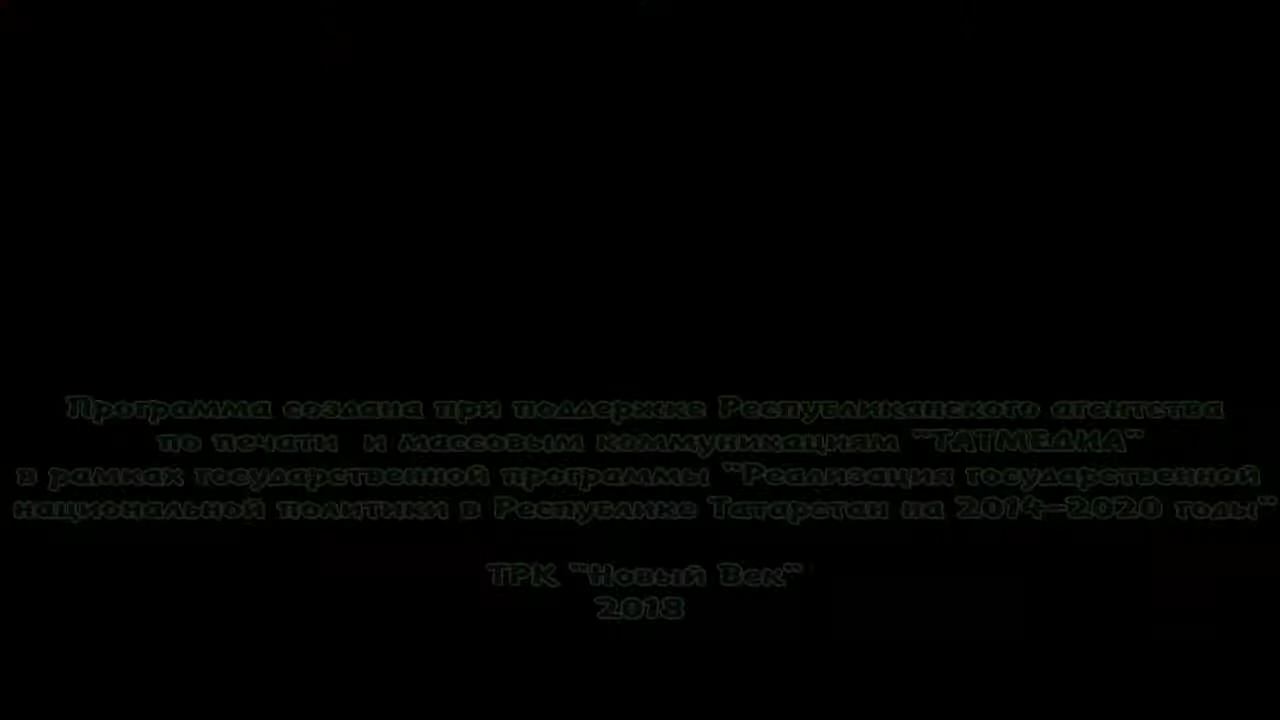 Программа создана при поддержке Республиканского агентства
по печати и массовым коммуникациям "ТАТМЕДИА"
в рамках государственной программы "Реализация государственной
национальной политики в Республике Татарстан на 2014-2020 годы"
ТРК "Новый Век"
2018